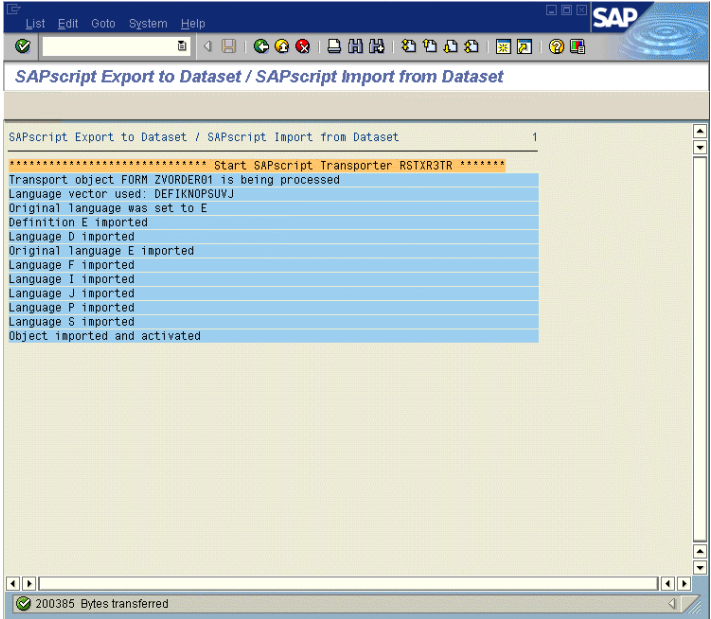 List Edit Goto System Help
SAP
SAPscript Export to Dataset / SAPscript Import from Dataset
SAPscript Export to Dataset / SAPscript Import from Dataset 1
****************************** Start SAPscript Transporter RSTXR3TR *******
Transport object FORM ZVORDER01 is being processed
Language vector used: DEFIKNOPSUVJ
Original language was set to E
Definition E imported
Language D imported
Original language E imported
Language F imported
Language I imported
Language J imported
Language P imported
Language S imported
Object imported and activated
200385 Bytes transferred